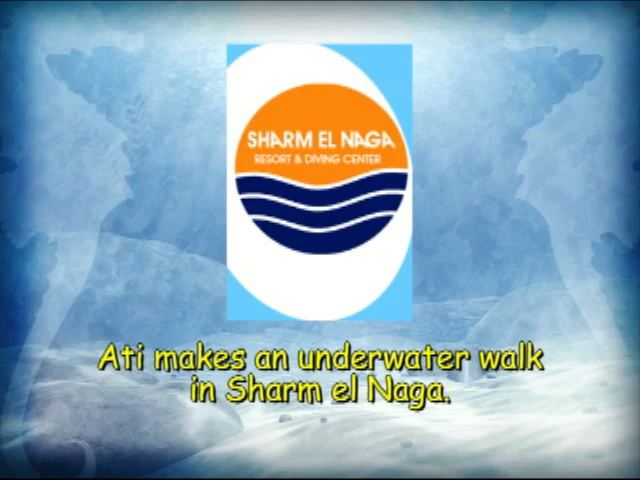 SHARM EL NAGA
RESORT & DIVING CENTER
Ati makes an underwater walk
in Sharm el Naga.